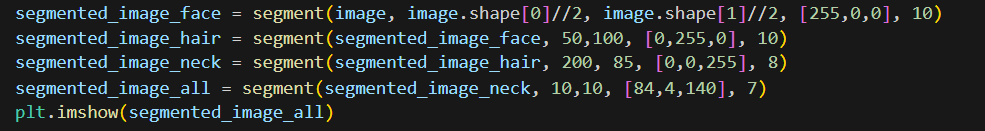 segmented_image_face = segment(image, image.shape[0]//2, image.shape[1]//2, [255,0,0], 10)
segmented_image_hair = segment(segmented_image_face, 50,100, [0,255,0], 10)
segmented_image_neck = segment(segmented_image_hair, 200, 85, [0,0,255], 8)
segmented_image_all = segment(segmented_image_neck, 10,10, [84,4,140], 7)
plt.imshow(segmented_image_all)